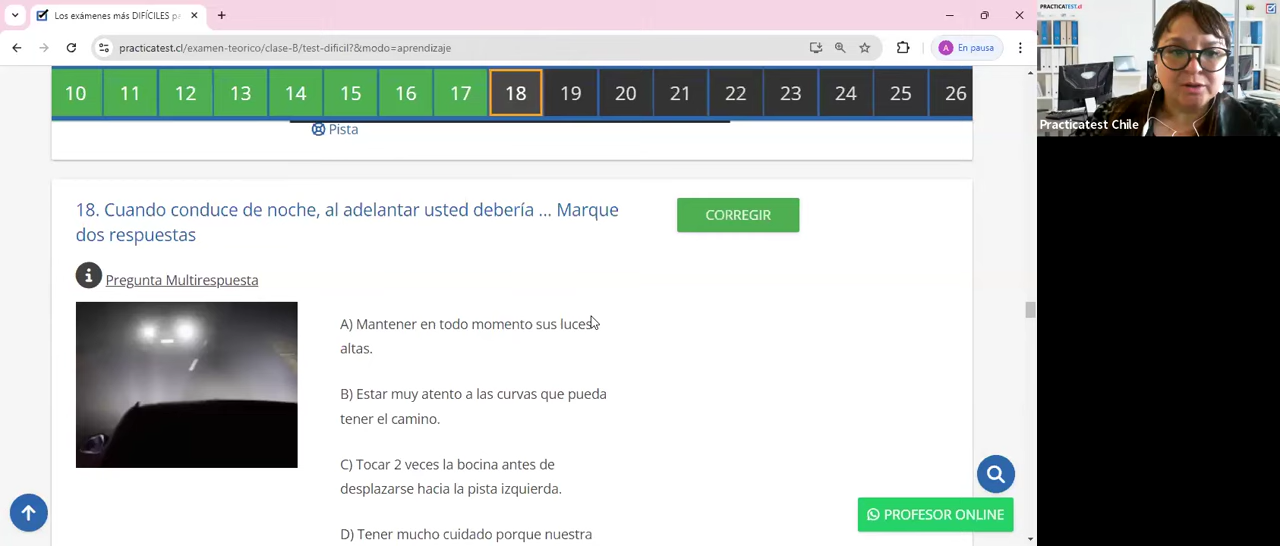 Los exámenes más DIFÍCILES pa
practicatest.cl/examen-teorico/clase-B/test-dificil?&modo=aprendizaje
A
En pausa
PRACTICATEST.cl
10 11 12 13 14 15 16 17 18 19 20 21 22 23 24 25 26
Practicatest Chile
Pista
18. Cuando conduce de noche, al adelantar usted debería ... Marque
dos respuestas
CORREGIR
Pregunta Multirespuesta
A) Mantener en todo momento sus luces
altas.
B) Estar muy atento a las curvas que pueda
tener el camino.
C) Tocar 2 veces la bocina antes de
desplazarse hacia la pista izquierda.
D) Tener mucho cuidado porque nuestra
PROFESOR ONLINE